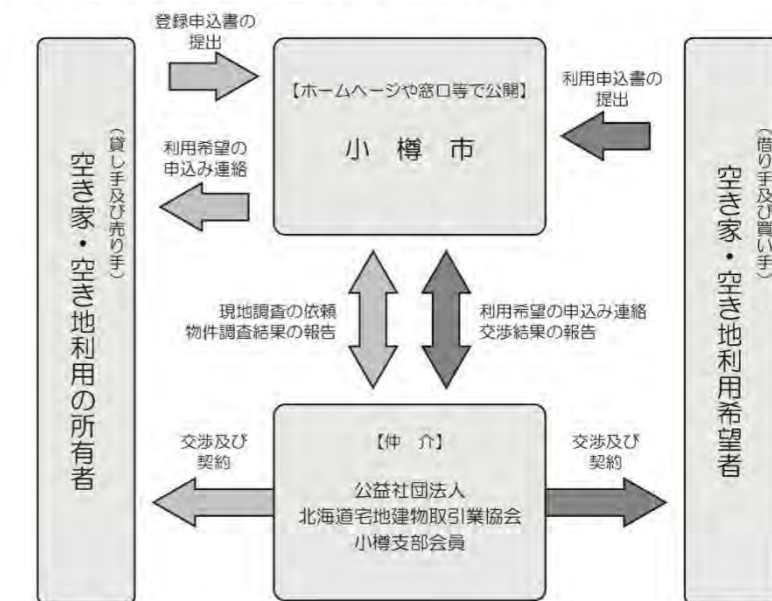 登録申込書の
提出
【ホームページや窓口等で公開】
小 樽 市
利用申込書の
提出
利用希望の
申込み連絡
（貸し手及び売り手）
空き家・空き地利用の所有者
（借り手及び買い手）
空き家・空き地利用希望者
現地調査の依頼
物件調査結果の報告
利用希望の申込み連絡
交渉結果の報告
交渉及び
契約
【仲 介】
公益社団法人
北海道宅地建物取引業協会
小樽支部会員
交渉及び
契約